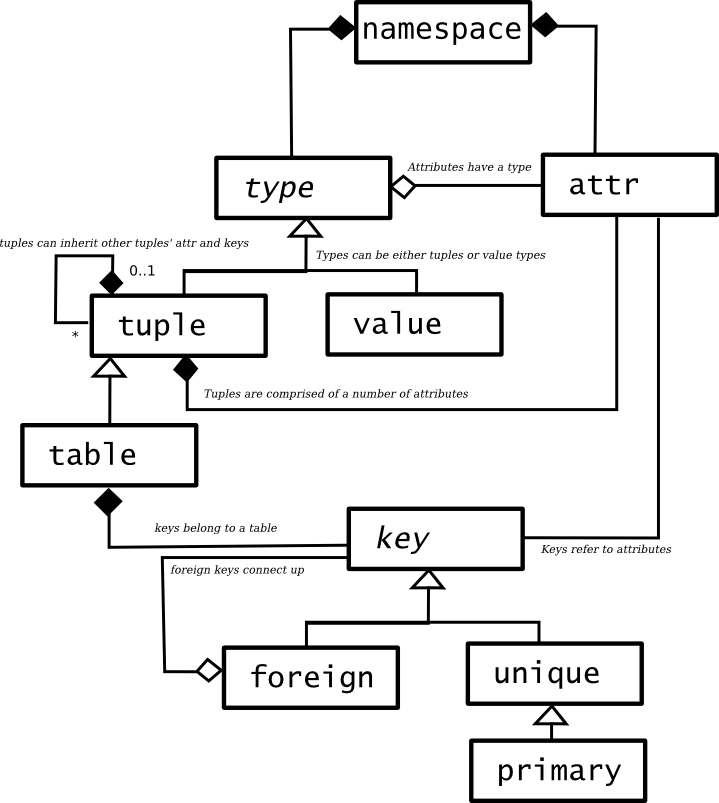 namespace
Attributes have a type
type
attr
tuples can inherit other tuples' attr and keys
Types can be either tuples or value types
0..1
tuple
value
*
Tuples are comprised of a number of attributes
table
keys belong to a table
key
Keys refer to attributes
foreign keys connect up
foreign
unique
primary